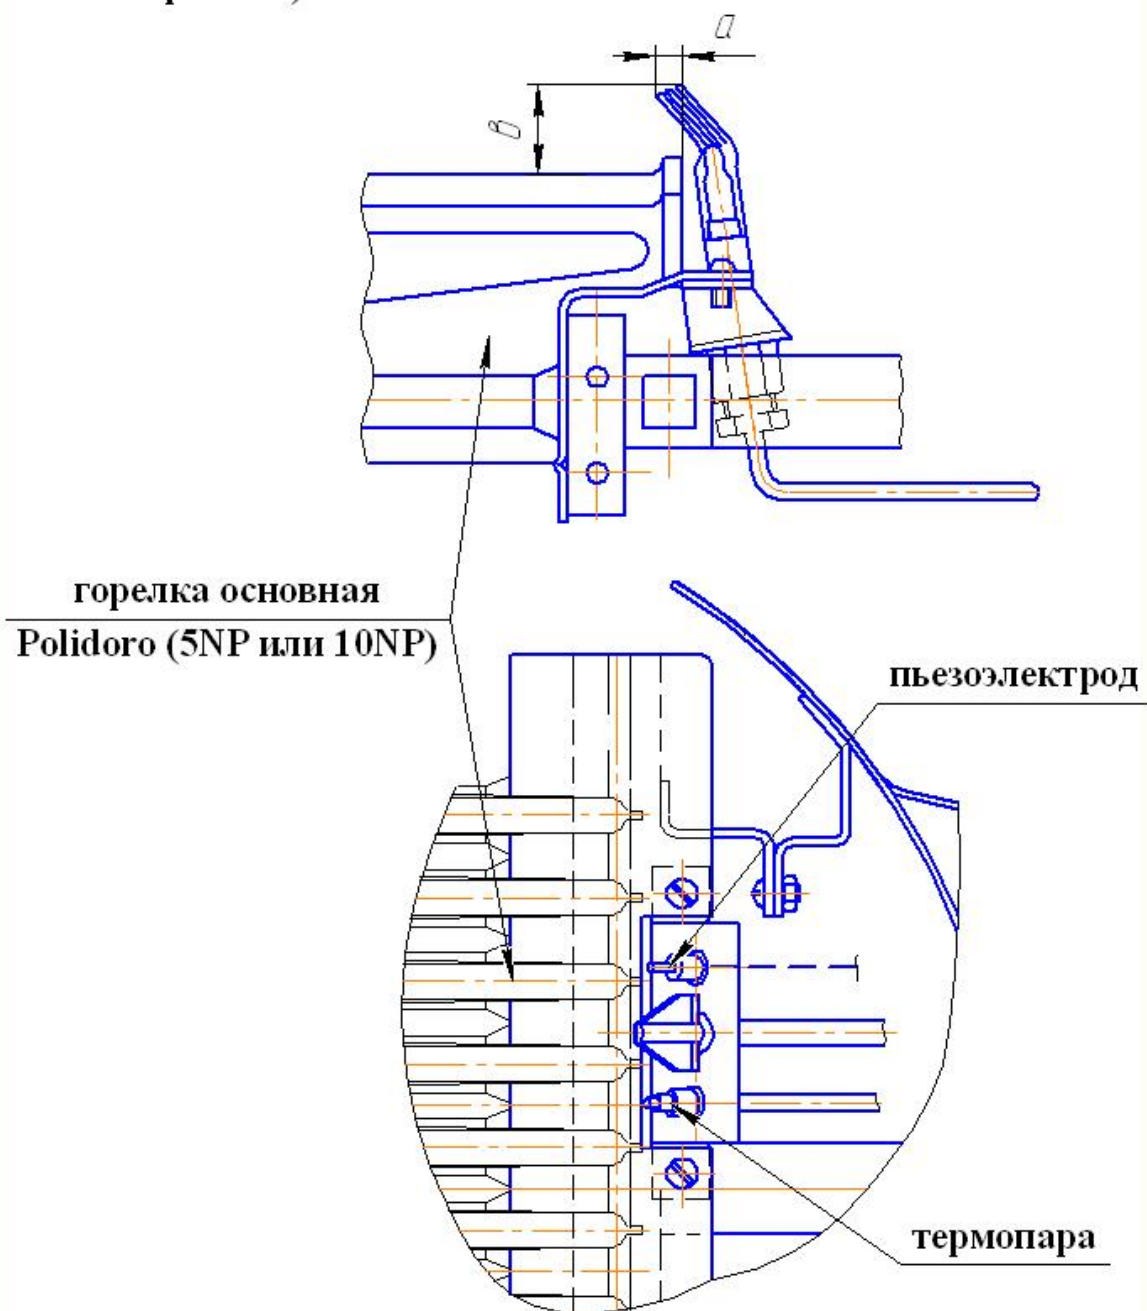 а
в
горелка основная
Polidoro (5NP или 10NP)
пьезоэлектрод
термопара